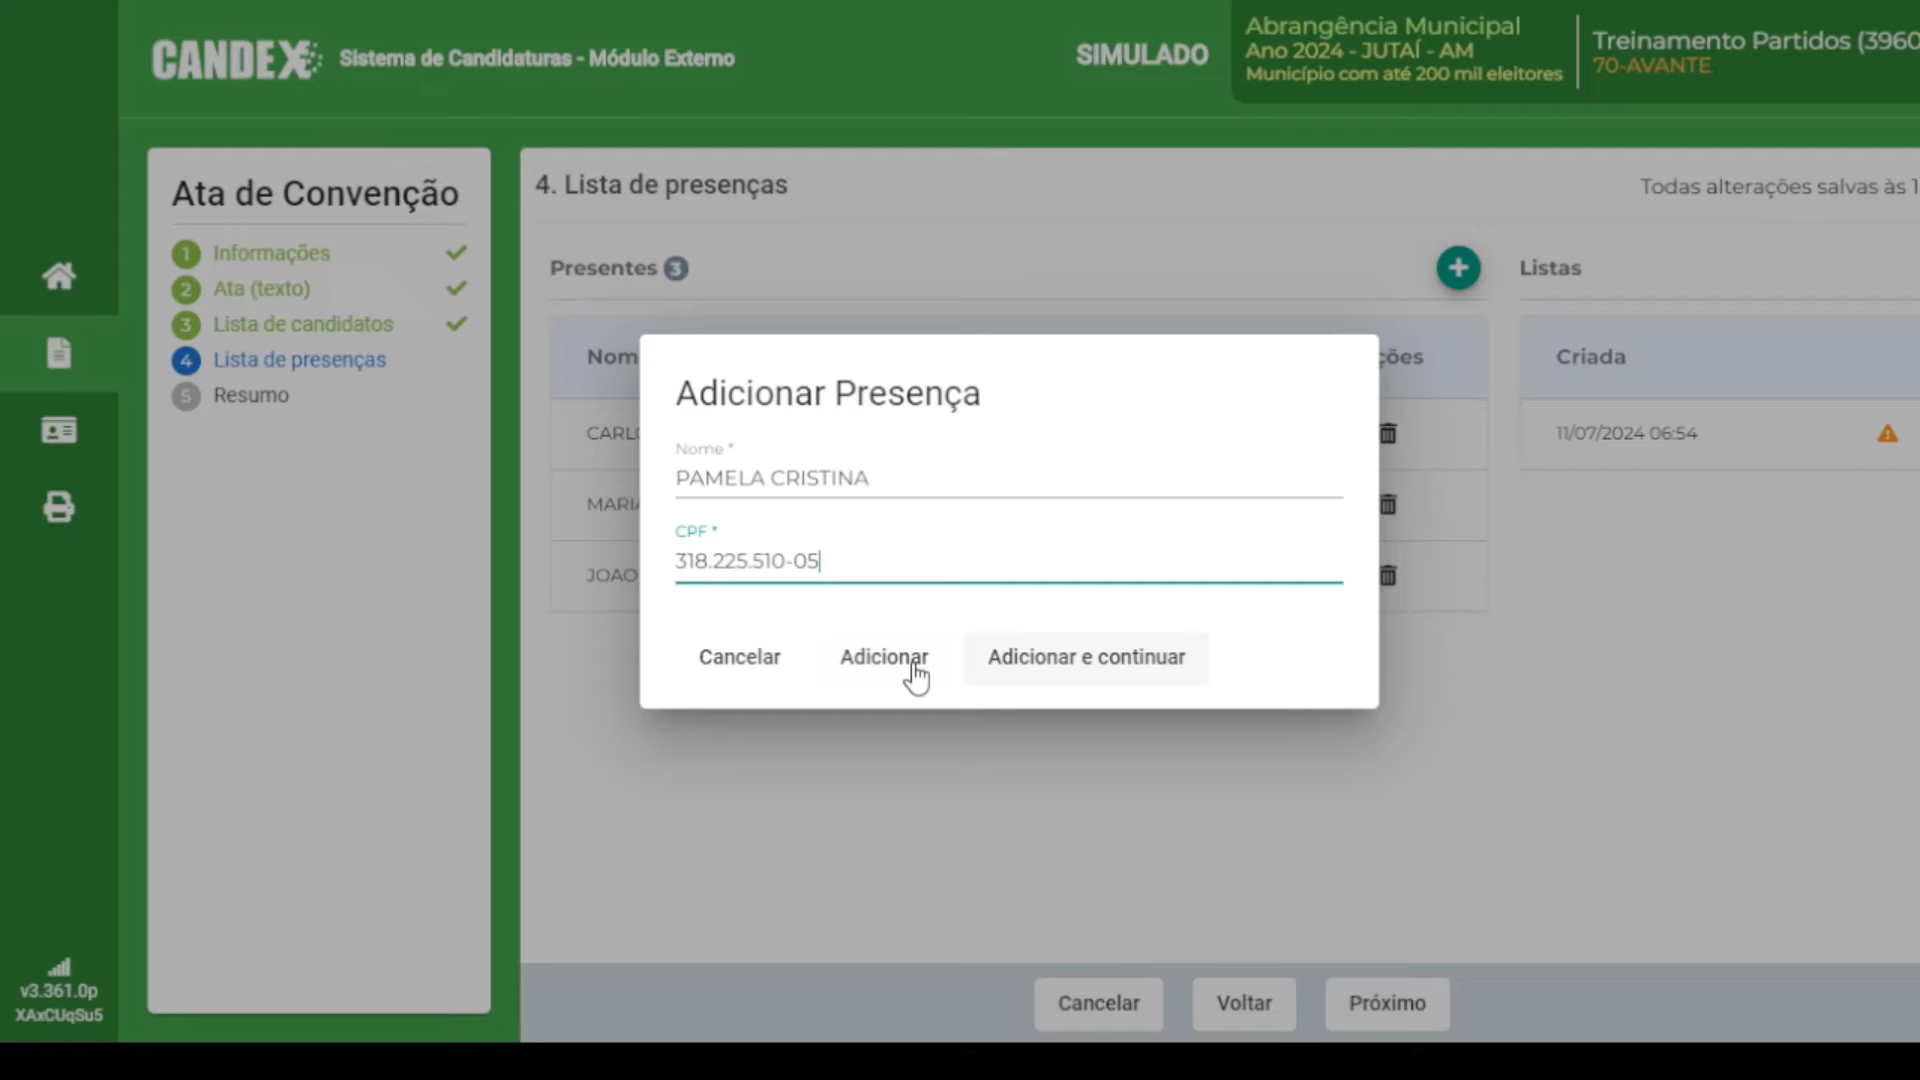 CANDEX
Sistema de Candidaturas - Módulo Externo
SIMULADO
Abrangência Municipal
Ano 2024 - JUTAÍ - AM
Município com até 200 mil eleitores
Treinamento Partidos (3960
70-AVANTE
Ata de Convenção
1 Informações
2 Ata (texto)
3 Lista de candidatos
4 Lista de presenças
5 Resumo
4. Lista de presenças
Todas alterações salvas às 1
Presentes 3
Listas
Nom
ções
Criada
CARLO
11/07/2024 06:54
MARIA
JOAO
Adicionar Presença
Nome *
PAMELA CRISTINA
CPF *
318.225.510-05
Cancelar
Adicionar
Adicionar e continuar
Cancelar
Voltar
Próximo
v3.361.0p
XAxCUqSu5